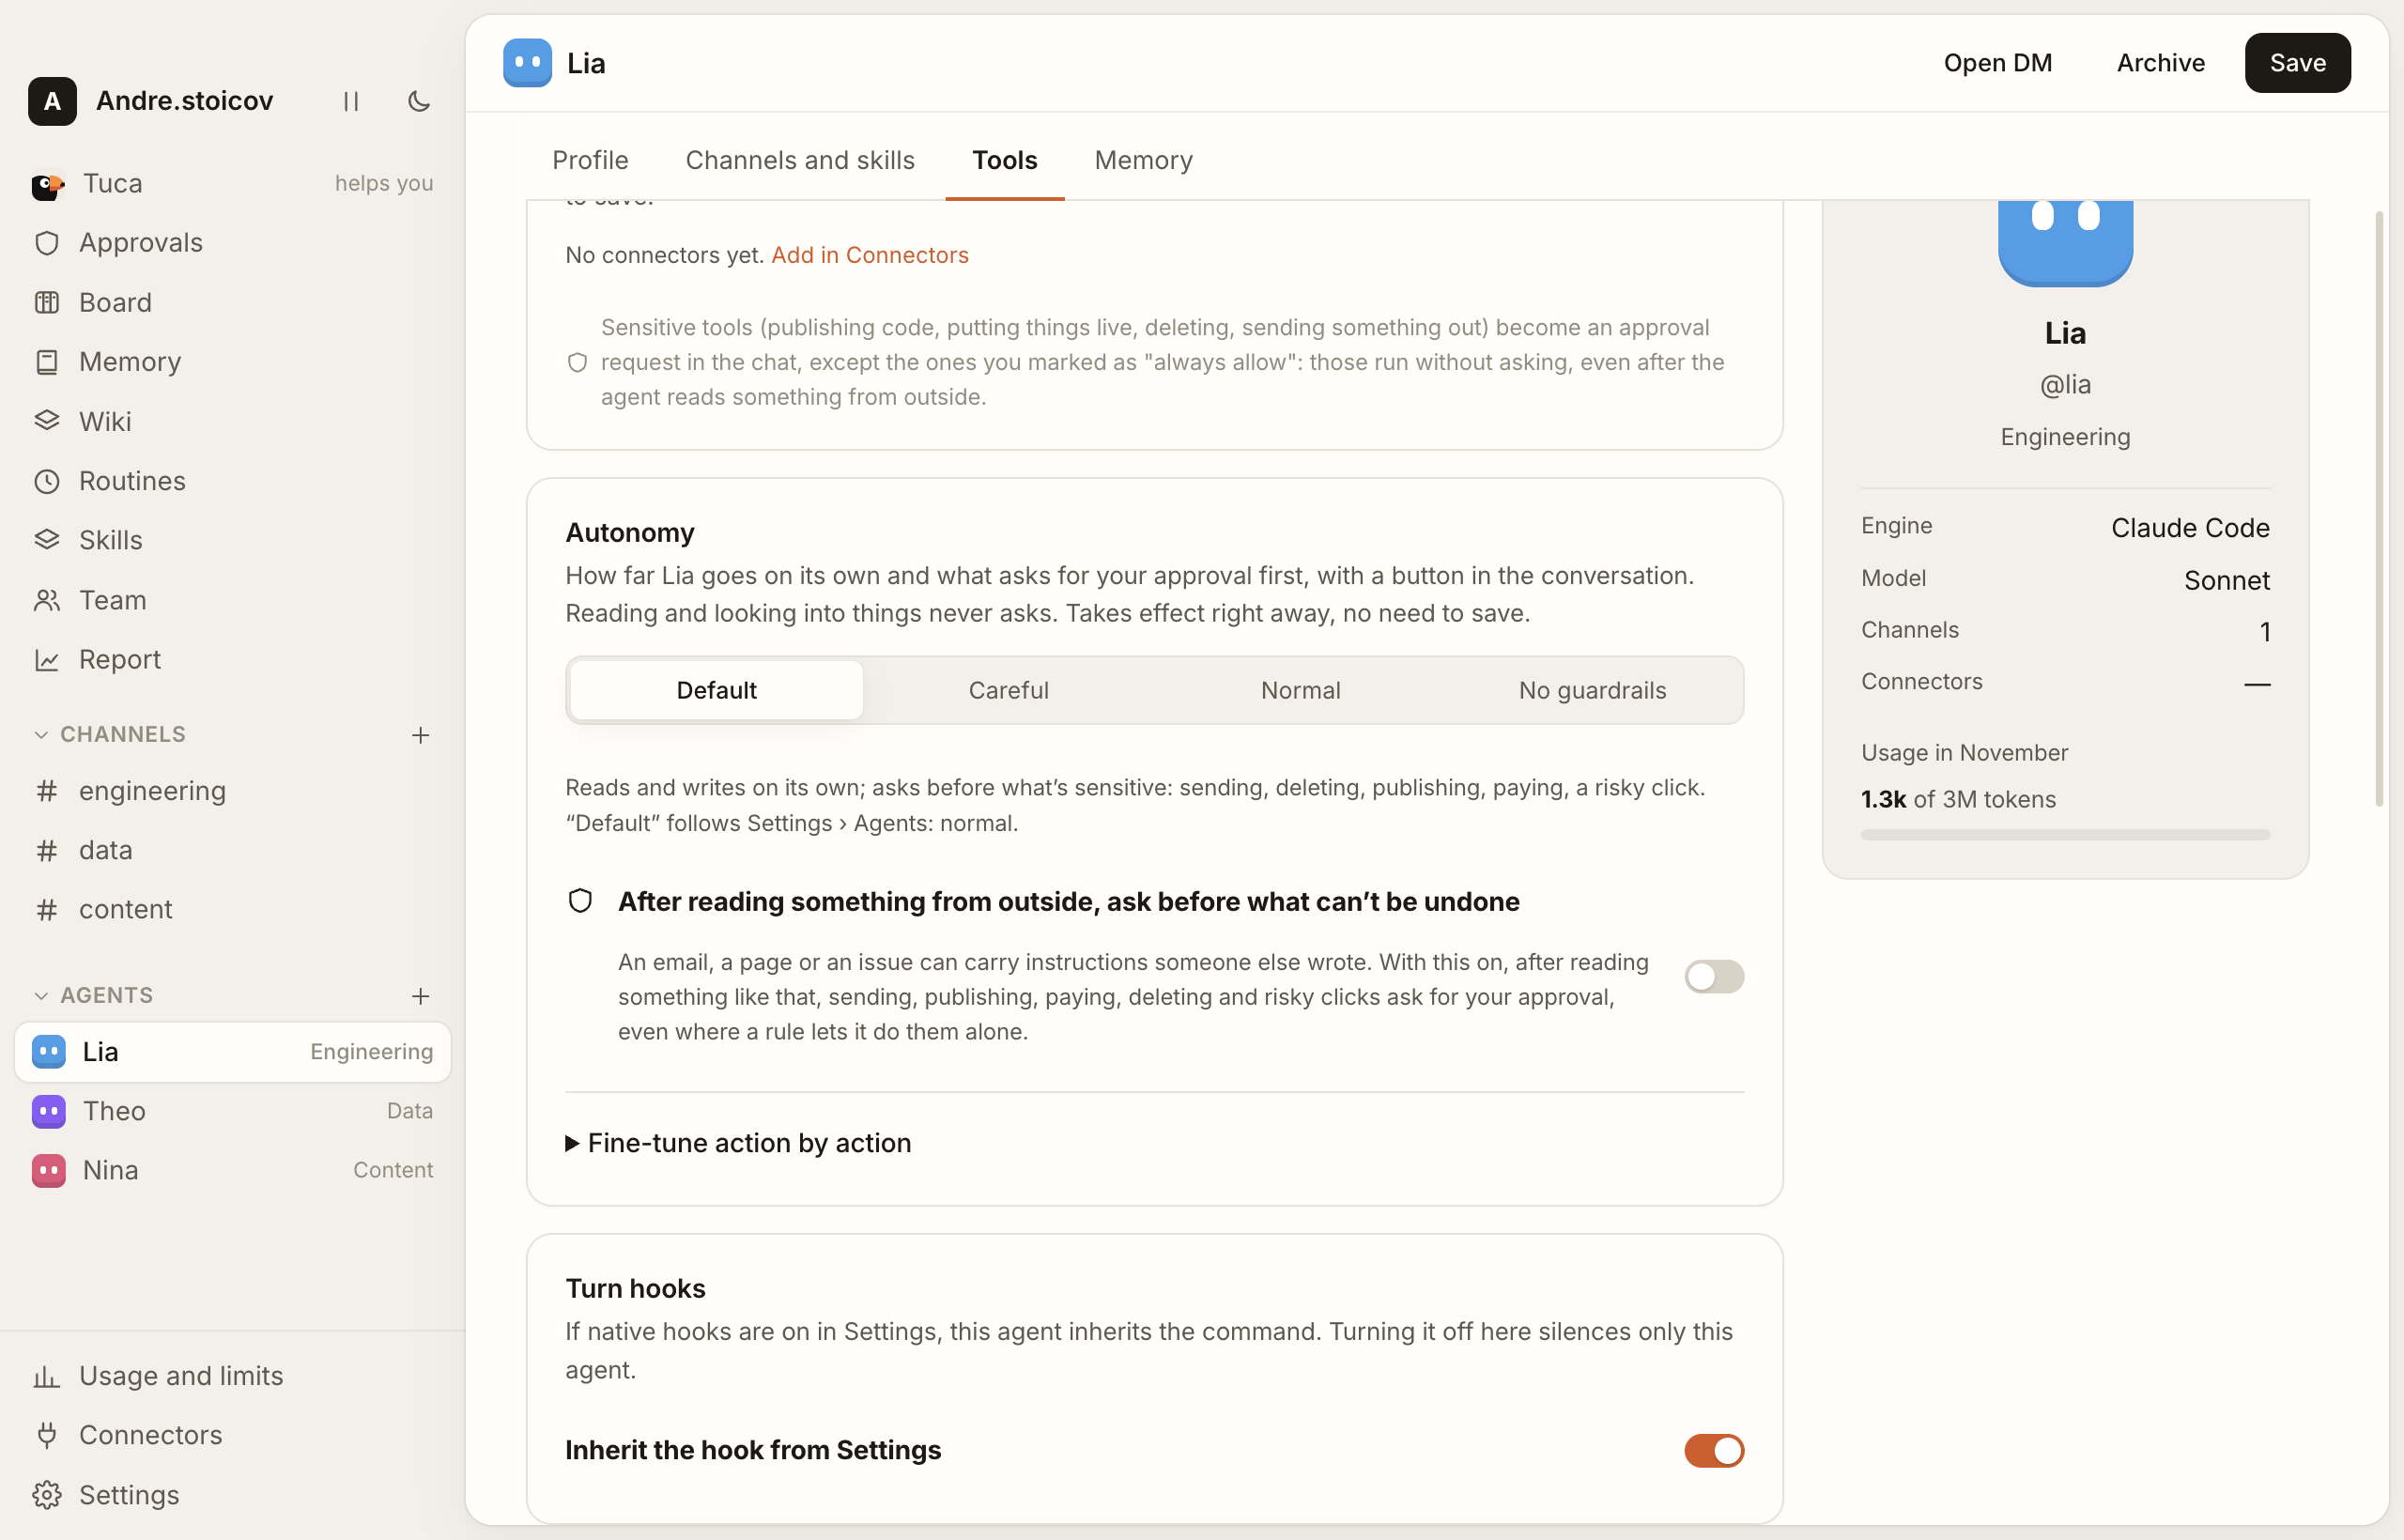 A
Andre.stoicov
Tuca
helps you
Approvals
Board
Memory
Wiki
Routines
Skills
Team
Report
CHANNELS
# engineering
# data
# content
AGENTS
Lia
Engineering
Theo
Data
Nina
Content
Usage and limits
Connectors
Settings
Lia
Open DM
Archive
Save
Profile
Channels and skills
Tools
Memory
to save.
No connectors yet. Add in Connectors
Sensitive tools (publishing code, putting things live, deleting, sending something out) become an approval
request in the chat, except the ones you marked as "always allow": those run without asking, even after the
agent reads something from outside.
Autonomy
How far Lia goes on its own and what asks for your approval first, with a button in the conversation.
Reading and looking into things never asks. Takes effect right away, no need to save.
Default
Careful
Normal
No guardrails
Reads and writes on its own; asks before what’s sensitive: sending, deleting, publishing, paying, a risky click.
“Default” follows Settings › Agents: normal.
After reading something from outside, ask before what can’t be undone
An email, a page or an issue can carry instructions someone else wrote. With this on, after reading
something like that, sending, publishing, paying, deleting and risky clicks ask for your approval,
even where a rule lets it do them alone.
Fine-tune action by action
Turn hooks
If native hooks are on in Settings, this agent inherits the command. Turning it off here silences only this
agent.
Inherit the hook from Settings
Lia
@lia
Engineering
Engine
Claude Code
Model
Sonnet
Channels
1
Connectors
—
Usage in November
1.3k of 3M tokens